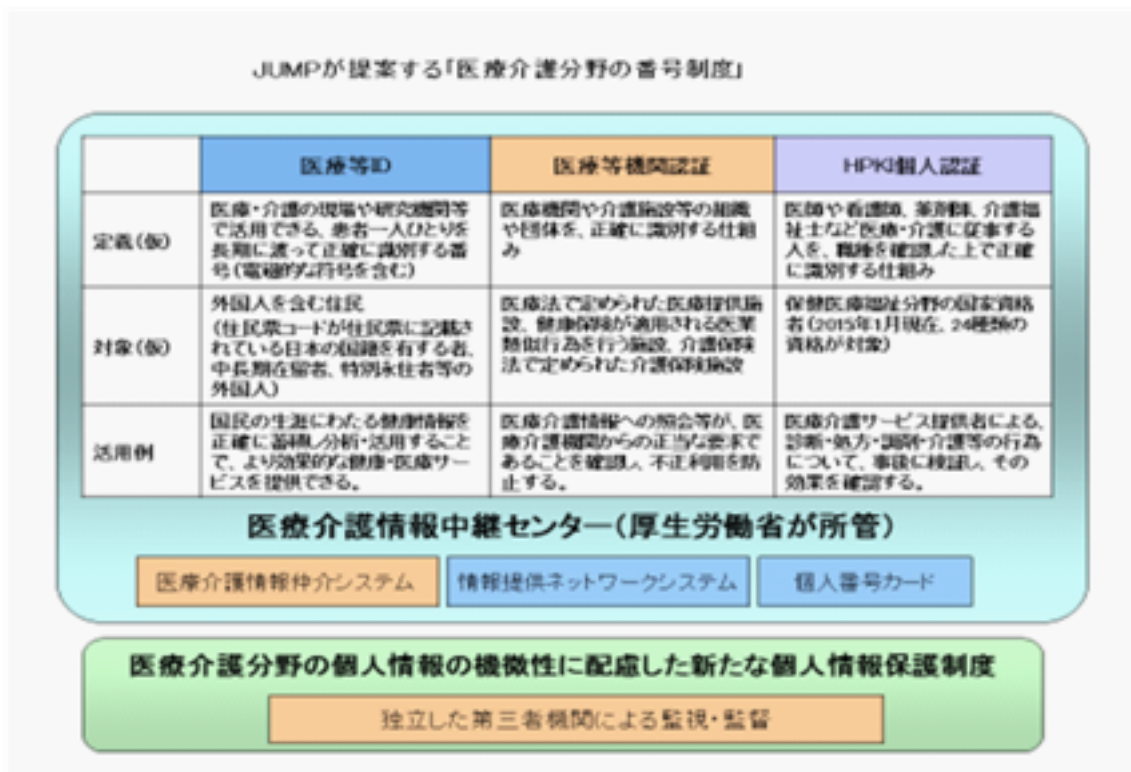 JUMPが提案する「医療介護分野の番号制度」
医療等ID
医療等機関認証
HPKI個人認証
定義(仮)
医療・介護の現場や研究機関等
で活用できる、患者一人ひとりを
長期に渡って正確に識別する番
号(電磁的な符号を含む)
医療機関や介護施設等の組織
や団体を、正確に識別する仕組
み
医師や看護師、薬剤師、介護福
祉士など医療・介護に従事する
人を、職種を確認した上で正確
に識別する仕組み
対象(仮)
外国人を含む住民
(住民票コードが住民票に記載さ
れている日本の国籍を有する者、
中長期在留者、特別永住者等の
外国人)
医療法で定められた医療提供施
設、健康保険が適用される医業
類似行為を行う施設、介護保険
法で定められた介護保険施設
保健医療福祉分野の国家資格
者(2015年1月現在、24種類の
資格が対象)
活用例
国民の生涯にわたる健康情報を
正確に蓄積し分析・活用すること
で、より効果的な健康・医療サー
ビスを提供できる。
医療介護情報への照会等が、医
療介護機関からの正当な要求で
あることを確認し、不正利用を防
止する。
医療介護サービス提供者による、
診断・処方・調剤・介護等の行為
について、事後に検証し、その
効果を確認する。
医療介護情報中継センター(厚生労働省が所管)
医療介護情報仲介システム
情報提供ネットワークシステム
個人番号カード
医療介護分野の個人情報の機微性に配慮した新たな個人情報保護制度
独立した第三者機関による監視・監督